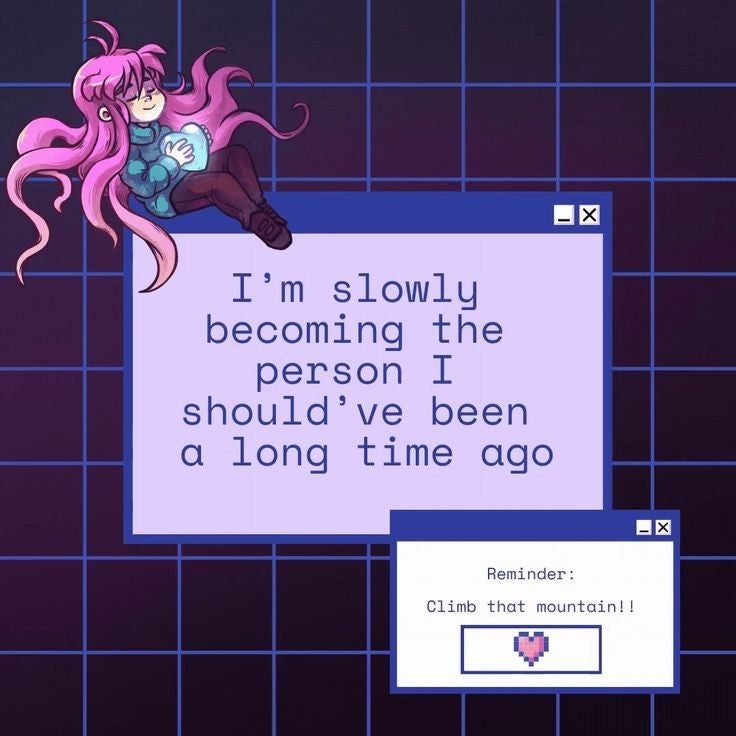 I'm slowly
becoming the
person I
should've been
a long time ago
Reminder:
Climb that mountain!!